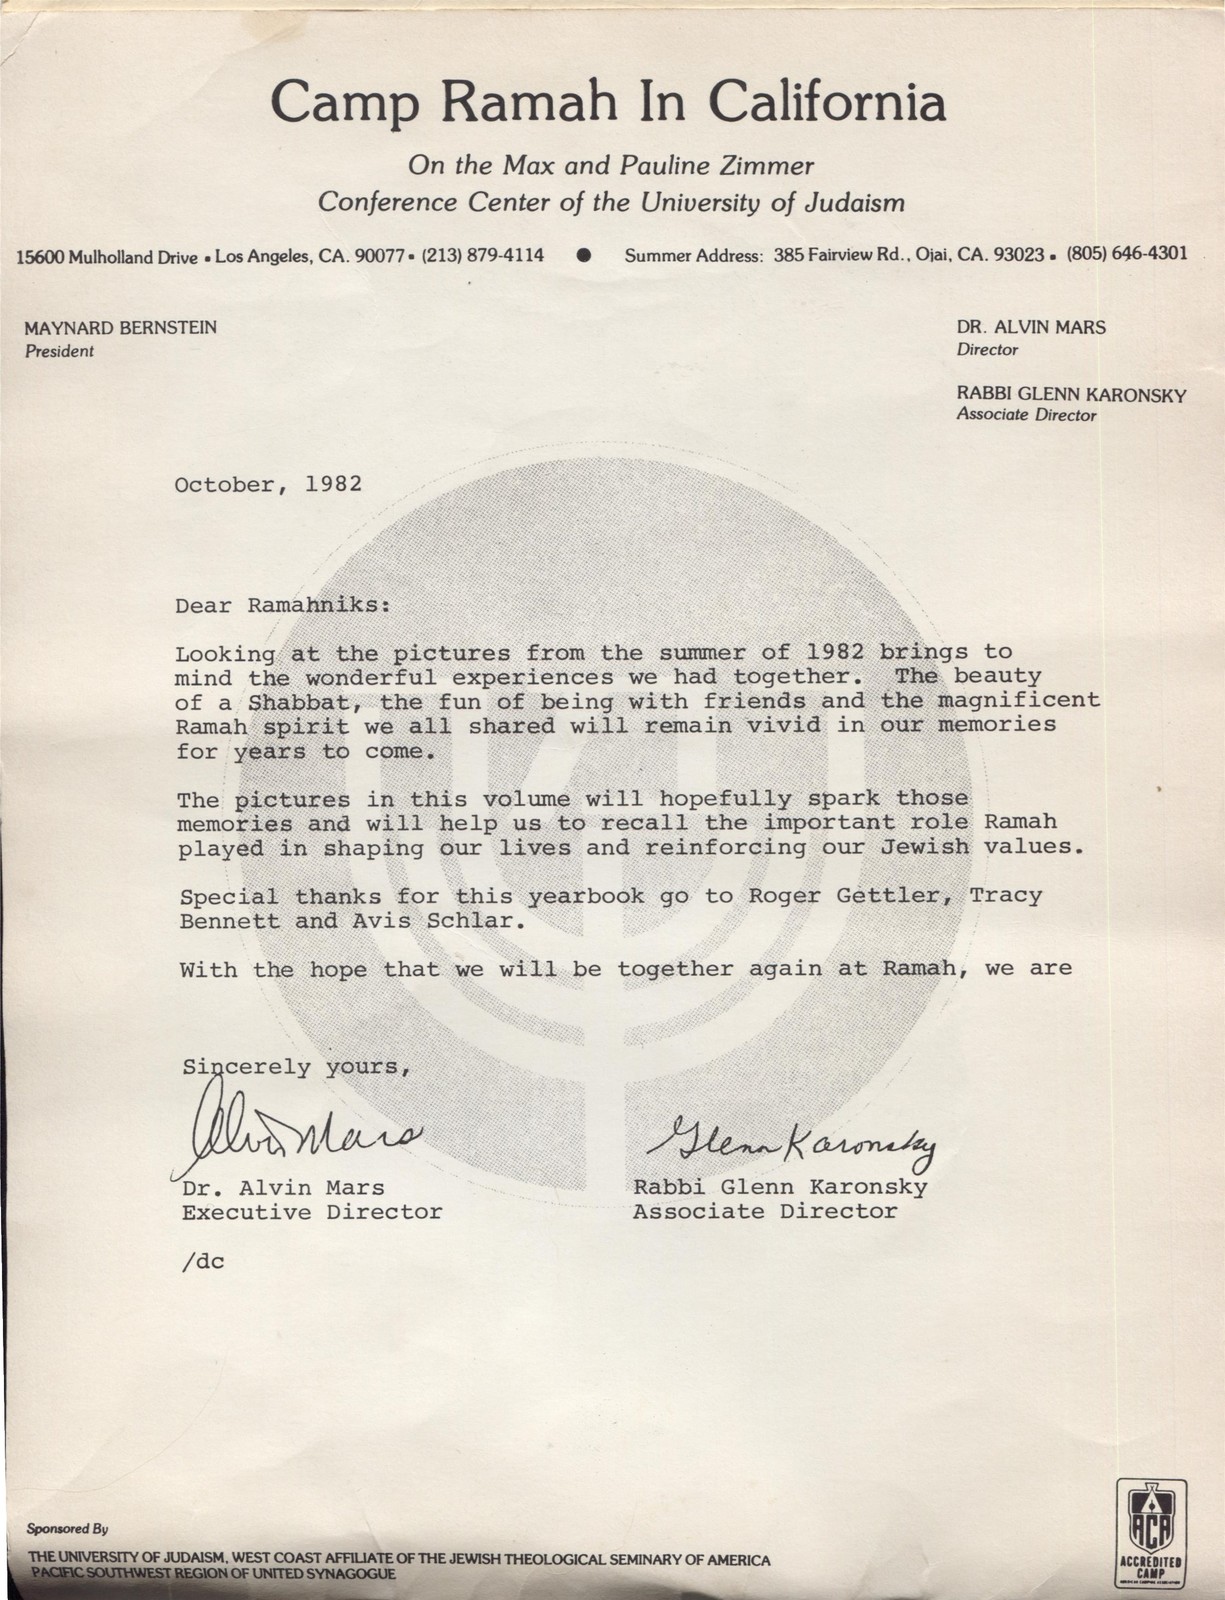 Camp Ramah In California
On the Max and Pauline Zimmer
Conference Center of the University of Judaism
15600 Mulholland Drive ▪ Los Angeles, CA. 90077 ▪ (213) 879-4114 ● Summer Address: 385 Fairview Rd., Ojai, CA. 93023 ▪ (805) 646-4301
MAYNARD BERNSTEIN
President
DR. ALVIN MARS
Director
RABBI GLENN KARONSKY
Associate Director
October, 1982
Dear Ramahniks:
Looking at the pictures from the summer of 1982 brings to
mind the wonderful experiences we had together. The beauty
of a Shabbat, the fun of being with friends and the magnificent
Ramah spirit we all shared will remain vivid in our memories
for years to come.
The pictures in this volume will hopefully spark those
memories and will help us to recall the important role Ramah
played in shaping our lives and reinforcing our Jewish values.
Special thanks for this yearbook go to Roger Gettler, Tracy
Bennett and Avis Schlar.
With the hope that we will be together again at Ramah, we are
Sincerely yours,
Alvin Mars Glenn Karonsky
Dr. Alvin Mars Rabbi Glenn Karonsky
Executive Director Associate Director
/dc
Sponsored By
THE UNIVERSITY OF JUDAISM, WEST COAST AFFILIATE OF THE JEWISH THEOLOGICAL SEMINARY OF AMERICA
PACIFIC SOUTHWEST REGION OF UNITED SYNAGOGUE
ACA
ACCREDITED
CAMP